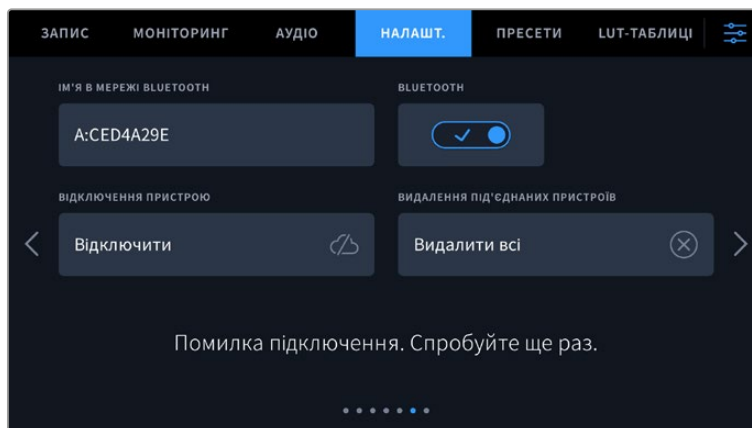 ЗАПИС МОНІТОРИНГ АУДІО НАЛАШТ. ПРЕСЕТИ LUT-ТАБЛИЦІ
ІМ'Я В МЕРЕЖІ BLUETOOTH BLUETOOTH
A:CED4A29E
ВІДКЛЮЧЕННЯ ПРИСТРОЮ ВИДАЛЕННЯ ПІД'ЄДНАНИХ ПРИСТРОЇВ
Відключити Видалити всі
Помилка підключення. Спробуйте ще раз.